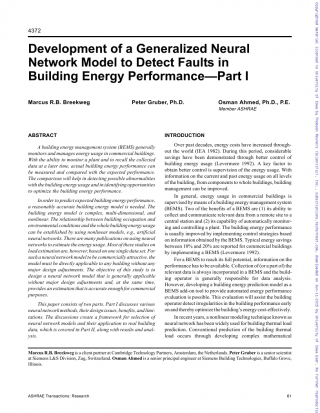 4372
Development of a Generalized Neural
Network Model to Detect Faults in
Building Energy Performance—Part I
Marcus R.B. Breekweg
Peter Gruber, Ph.D.
Osman Ahmed, Ph.D., P.E.
Member ASHRAE
ABSTRACT
A building energy management system (BEMS) generally
monitors and manages energy usage in commercial buildings.
With the ability to monitor a plant and to recall the collected
data at a later time, actual building energy performance can
be measured and compared with the expected performance.
The comparison will help in detecting possible abnormalities
with the building energy usage and in identifying opportunities
to optimize the building energy performance.
In order to predict expected building energy performance,
a reasonably accurate building energy model is needed. The
building energy model is complex, multi-dimensional, and
nonlinear. The relationship between building occupation and
environmental conditions and the whole building energy usage
can be established by using nonlinear models, e.g., artificial
neural networks. There are many publications on using neural
networks to estimate the energy usage. Most of these studies on
load estimation are, however, based on one single data set. For
such a neural network model to be commercially attractive, the
model must be directly applicable to any building without any
major design adjustments. The objective of this study is to
design a neural network model that is generally applicable
without major design adjustments and, at the same time,
provides an estimation that is accurate enough for commercial
purposes.
This paper consists of two parts. Part I discusses various
neural network methods, their design issues, benefits, and limi-
tations. The discussions create a framework for selection of
neural network models and their application to real building
data, which is covered in Part II, along with results and anal-
ysis.
INTRODUCTION
Over past decades, energy costs have increased through-
out the world (IEA 1982). During this period, considerable
savings have been demonstrated through better control of
building energy usage (Levermore 1992). A key factor to
obtain better control is supervision of the energy usage. With
information on the current and past energy usage on all levels
of the building, from components to whole buildings, building
management can be improved.
In general, energy usage in commercial buildings is
supervised by means of a building energy management system
(BEMS). Two of the benefits of a BEMS are (1) its ability to
collect and communicate relevant data from a remote site to a
central station and (2) its capability of automatically monitor-
ing and controlling a plant. The building energy performance
is usually improved by implementing control strategies based
on information obtained by the BEMS. Typical energy savings
between 10% and 20% are reported for commercial buildings
by implementing a BEMS (Levermore 1992).
For a BEMS to reach its full potential, information on the
performance has to be available. Collection of (or a part of) the
relevant data is always incorporated in a BEMS and the build-
ing operator is generally responsible for data analysis.
However, developing a building energy prediction model as a
BEMS add-on tool to provide automated energy performance
evaluation is possible. This evaluation will assist the building
operator detect irregularities in the building performance early
on and thereby optimize the building's energy cost-effectively.
In recent years, a nonlinear modeling technique known as
neural network has been widely used for building thermal load
prediction. Conventional prediction of the building thermal
load occurs through developing complex mathematical
Marcus R.B. Breekweg is a client partner at Cambridge Technology Partners, Amsterdam, the Netherlands. Peter Gruber is a senior scientist
at Siemens L&S Division, Zug, Switzerland. Osman Ahmed is a senior principal engineer at Siemens Building Technologies, Buffalo Grove,
Illinois.
ASHRAE Transactions: Research
61